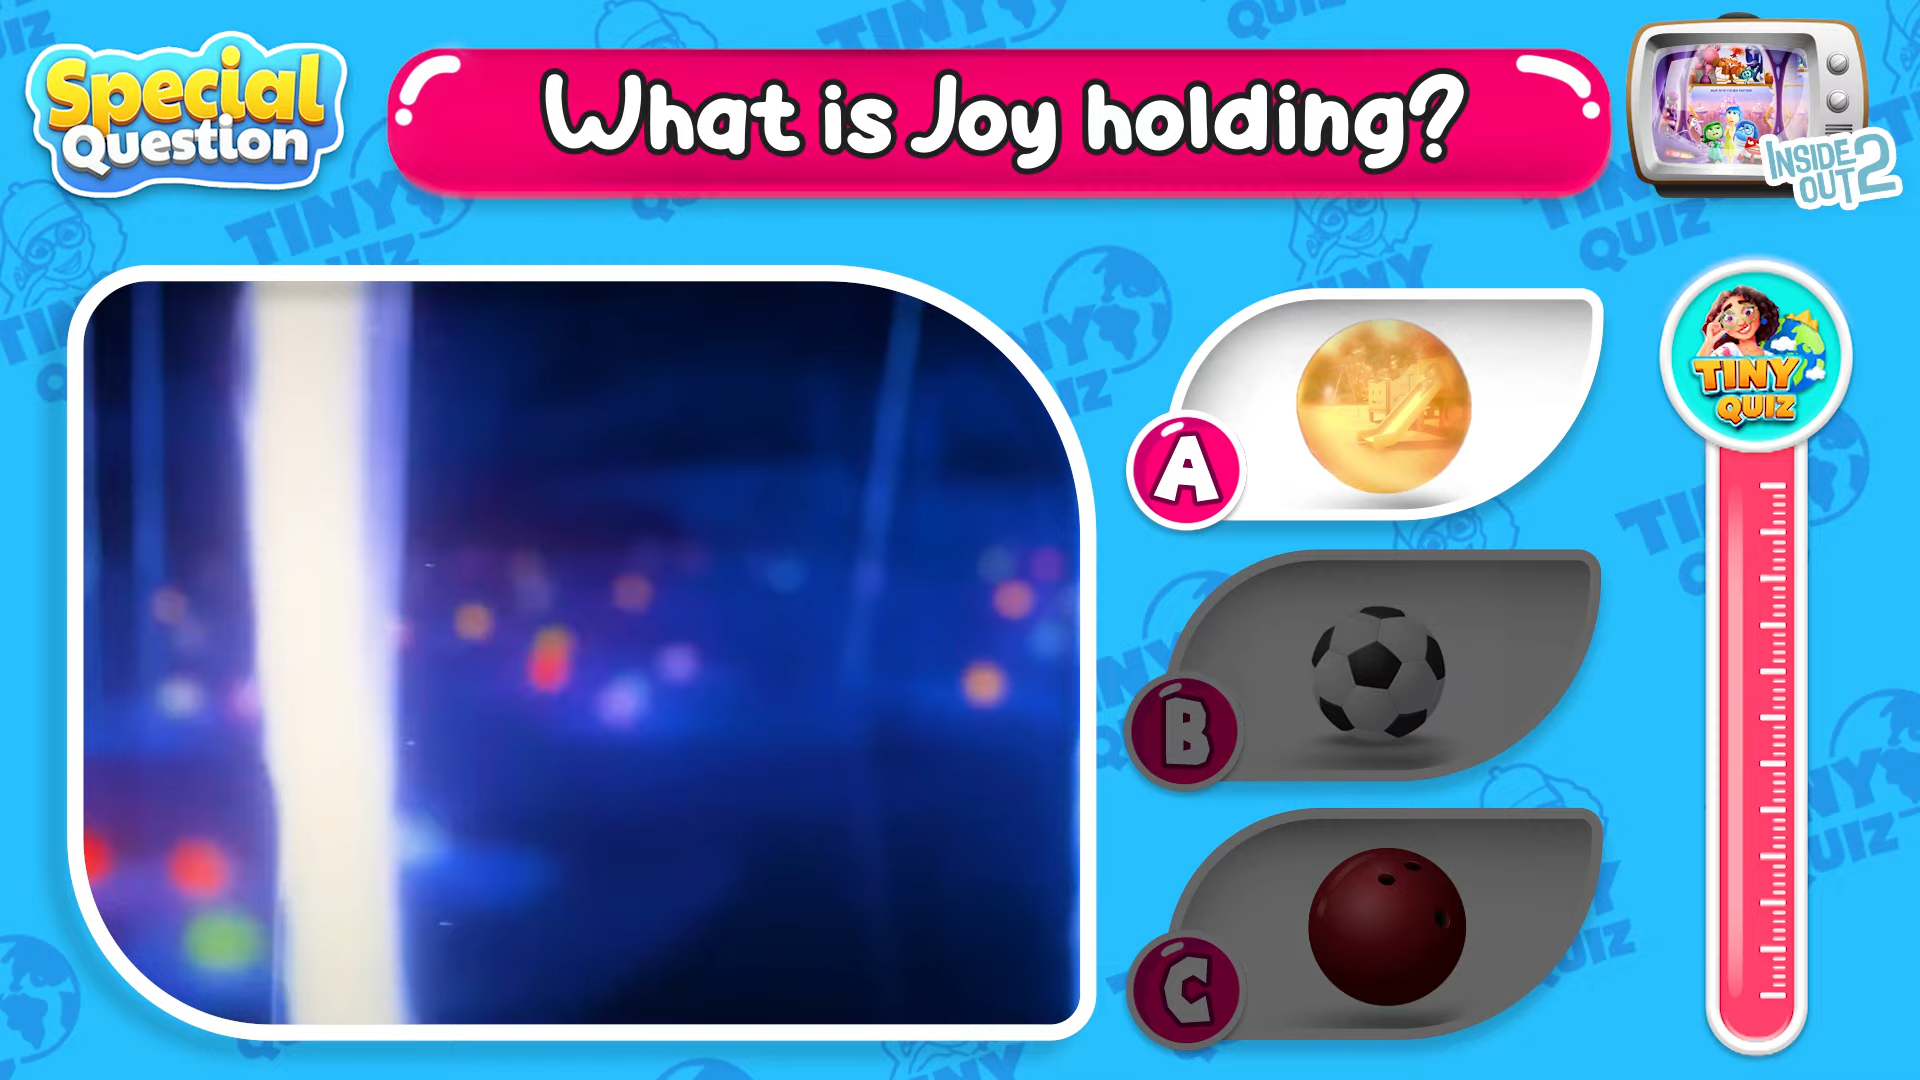 Special
Question
What is Joy holding?
INSIDE
OUT 2
A
B
C
TINY
QUIZ